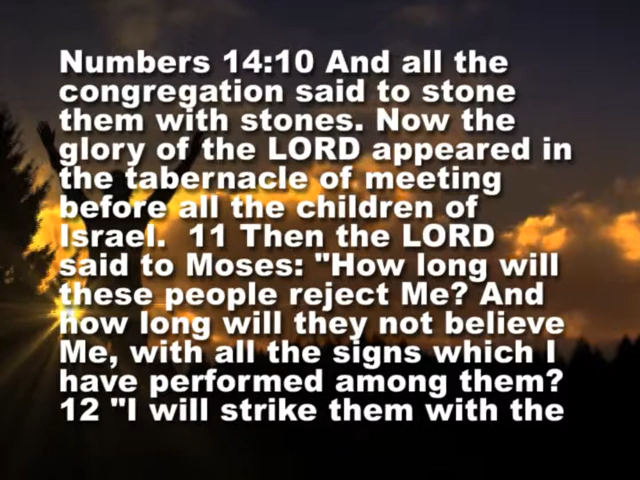 Numbers 14:10 And all the
congregation said to stone
them with stones. Now the
glory of the LORD appeared in
the tabernacle of meeting
before all the children of
Israel.  11 Then the LORD
said to Moses: "How long will
these people reject Me? And
how long will they not believe
Me, with all the signs which I
have performed among them?
12 "I will strike them with the